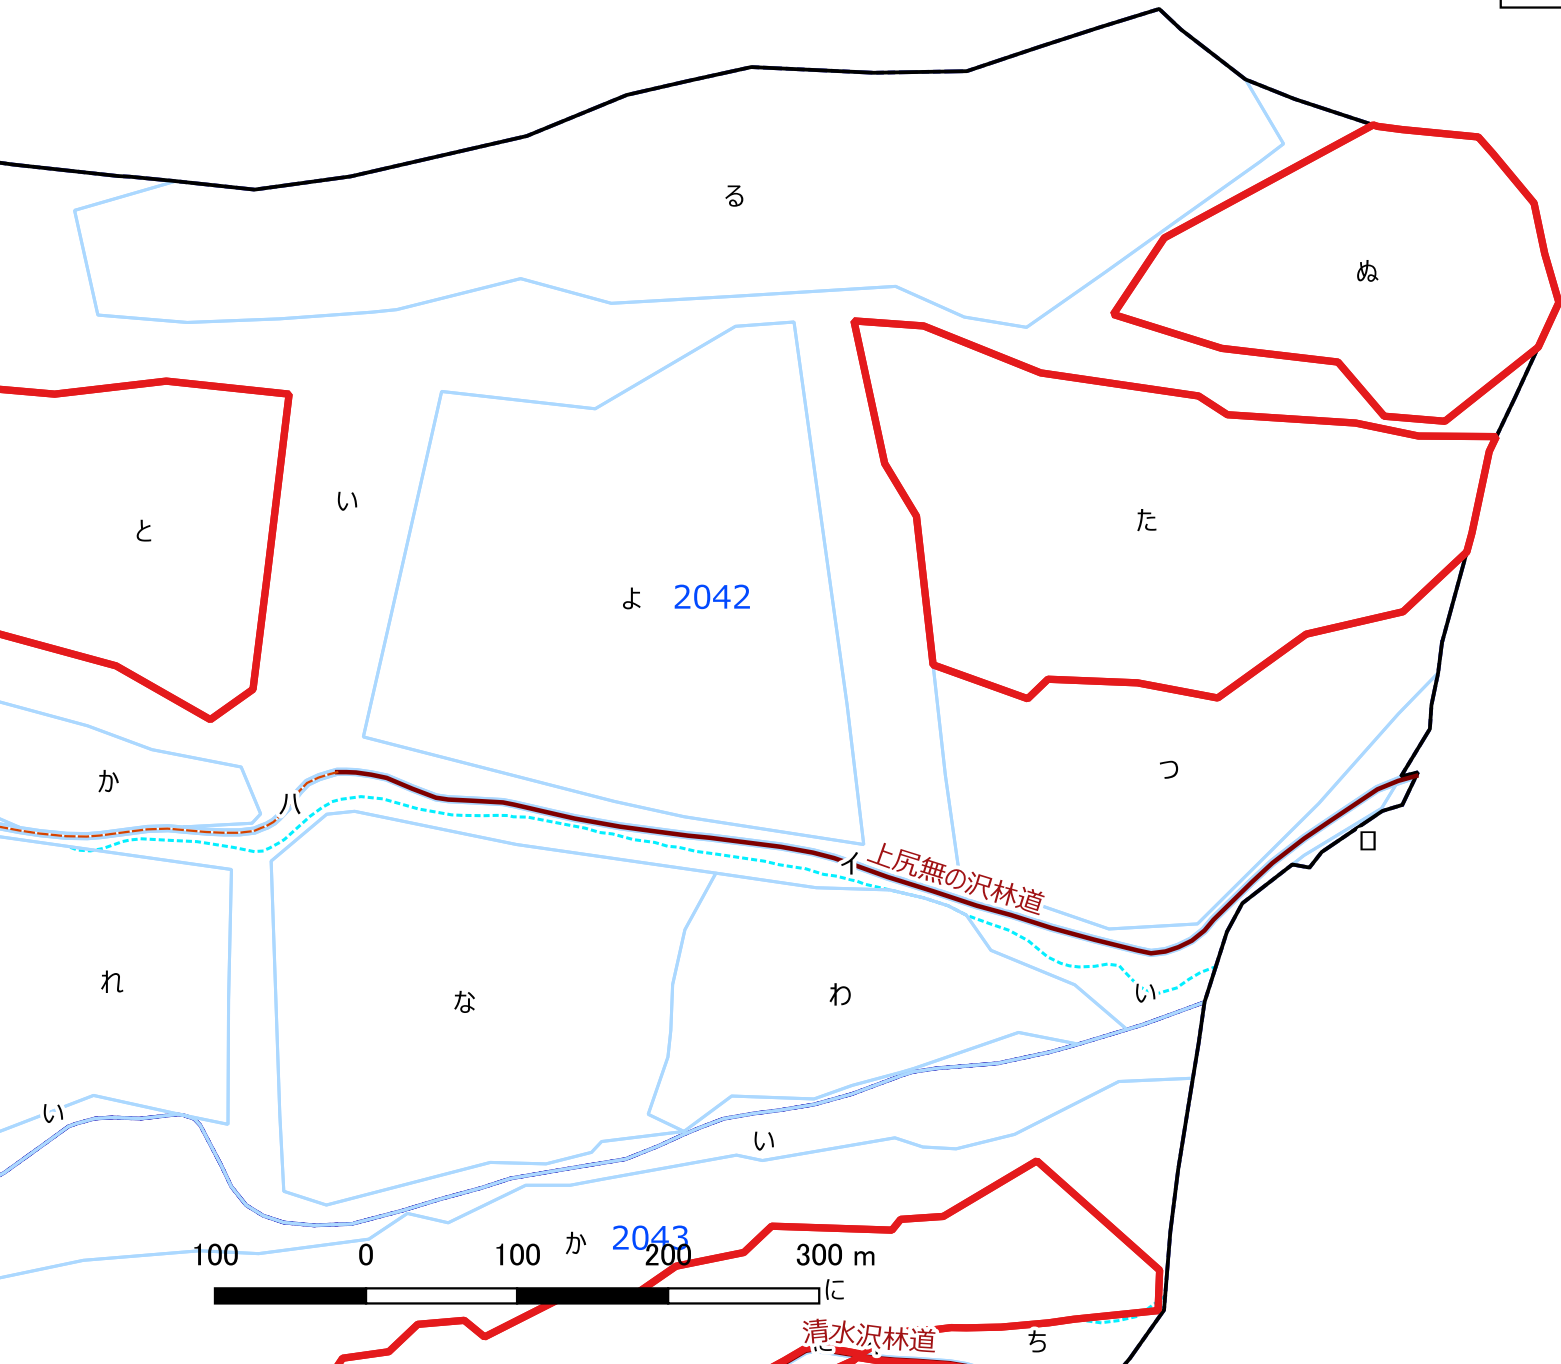 る
ぬ
い
と
た
よ 2042
か
つ
ハ
イ
上尻無の沢林道
ロ
れ
な
わ
い
い
い
か 2043
100 0 100 200 300 m
に
清水沢林道
ち